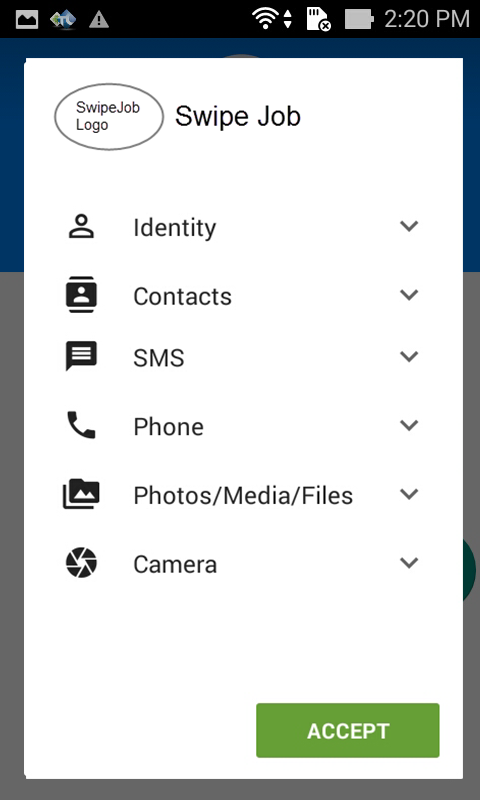 2:20 PM
SwipeJob
Logo
Swipe Job
Identity
Contacts
SMS
Phone
Photos/Media/Files
Camera
ACCEPT